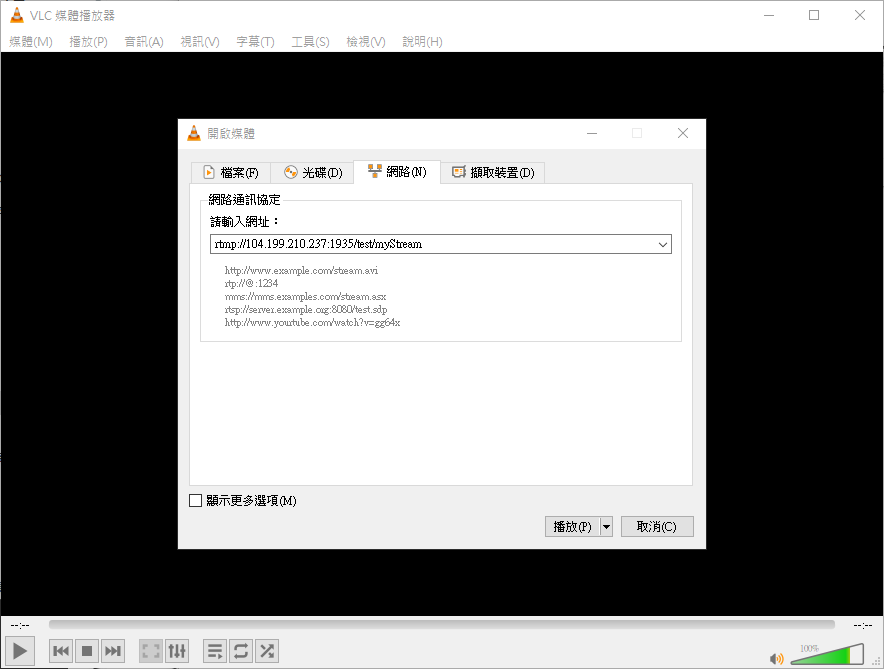 VLC 媒體播放器
媒體(M) 播放(P) 音訊(A) 視訊(V) 字幕(T) 工具(S) 檢視(V) 說明(H)
開啟媒體
檔案(F) 光碟(D) 網路(N) 擷取裝置(D)
網路通訊協定
請輸入網址：
rtmp://104.199.210.237:1935/test/myStream
http://www.example.com/stream.avi
rtp://@:1234
mms://mms.examples.com/stream.asx
rtsp://server.example.org:8080/test.sdp
http://www.yourtube.com/watch?v=gg64x
顯示更多選項(M)
播放(P) 取消(C)
--:-- --:--
100%